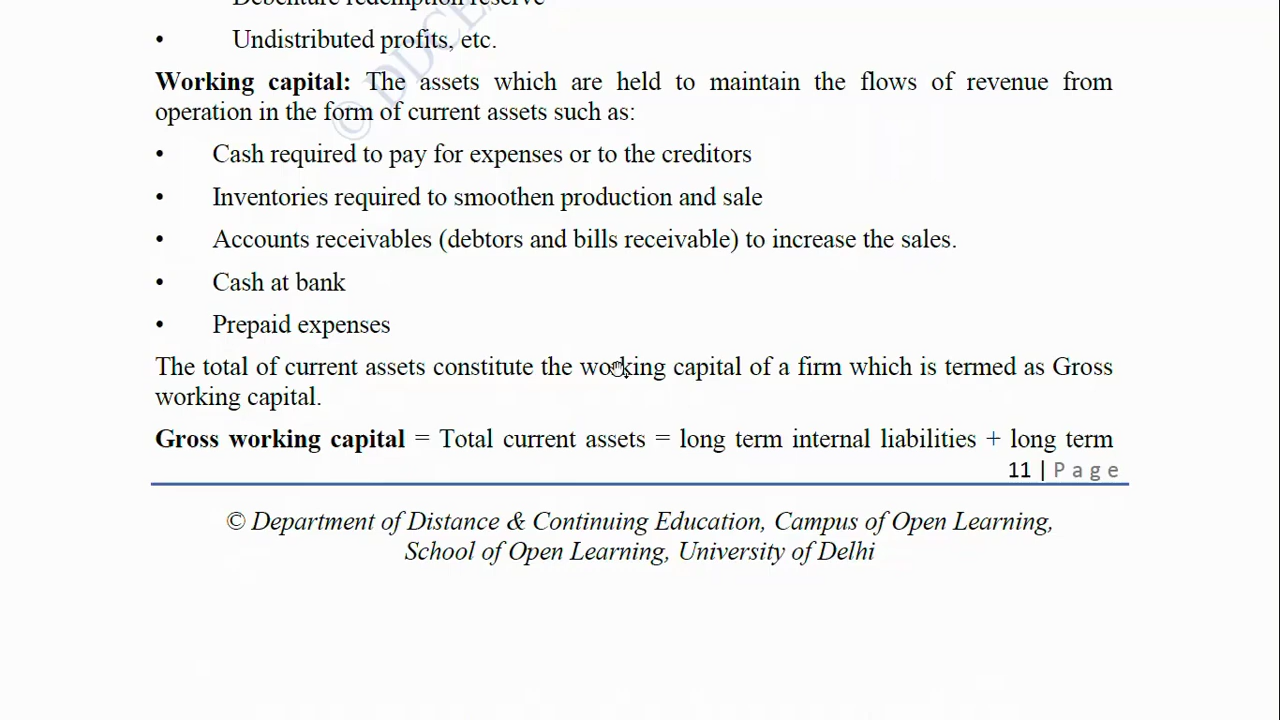 Debenture redemption reserve
• Undistributed profits, etc.
Working capital: The assets which are held to maintain the flows of revenue from
operation in the form of current assets such as:
• Cash required to pay for expenses or to the creditors
• Inventories required to smoothen production and sale
• Accounts receivables (debtors and bills receivable) to increase the sales.
• Cash at bank
• Prepaid expenses
The total of current assets constitute the working capital of a firm which is termed as Gross
working capital.
Gross working capital = Total current assets = long term internal liabilities + long term
11 | Page
© Department of Distance & Continuing Education, Campus of Open Learning,
School of Open Learning, University of Delhi